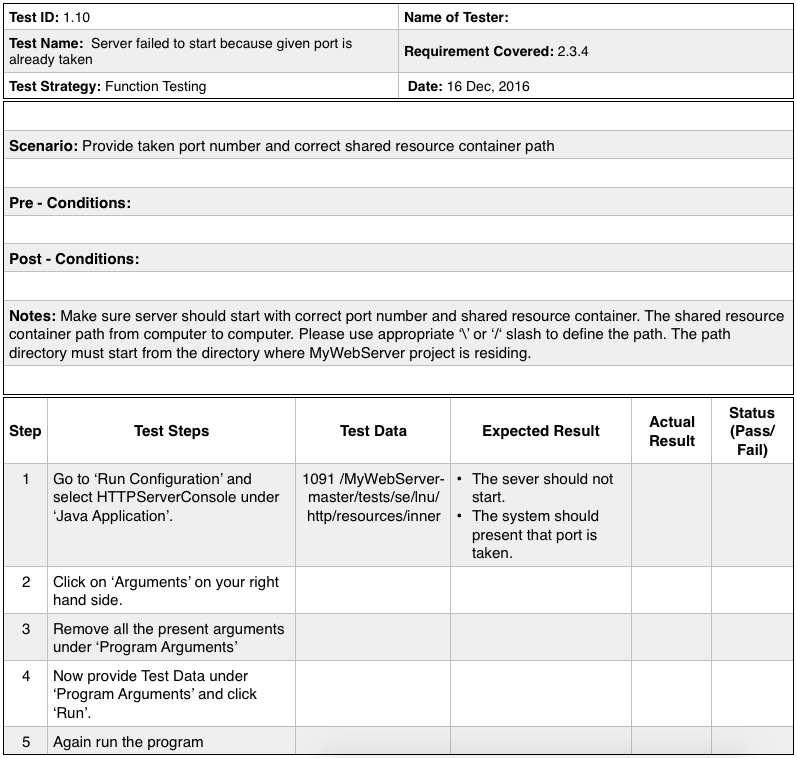 Test ID: 1.10
Name of Tester:
Test Name:  Server failed to start because given port is
already taken
Requirement Covered: 2.3.4
Test Strategy: Function Testing
Date: 16 Dec, 2016
Scenario: Provide taken port number and correct shared resource container path
Pre - Conditions:
Post - Conditions:
Notes: Make sure server should start with correct port number and shared resource container. The shared resource
container path from computer to computer. Please use appropriate ‘\’ or ‘/‘ slash to define the path. The path
directory must start from the directory where MyWebServer project is residing.
Step
Test Steps
Test Data
Expected Result
Actual
Result
Status
(Pass/
Fail)
1
Go to ‘Run Configuration’ and
select HTTPServerConsole under
‘Java Application’.
1091 /MyWebServer-
master/tests/se/lnu/
http/resources/inner
• The sever should not
start.
• The system should
present that port is
taken.
2
Click on ‘Arguments’ on your right
hand side.
3
Remove all the present arguments
under ‘Program Arguments’
4
Now provide Test Data under
‘Program Arguments’ and click
‘Run’.
5
Again run the program